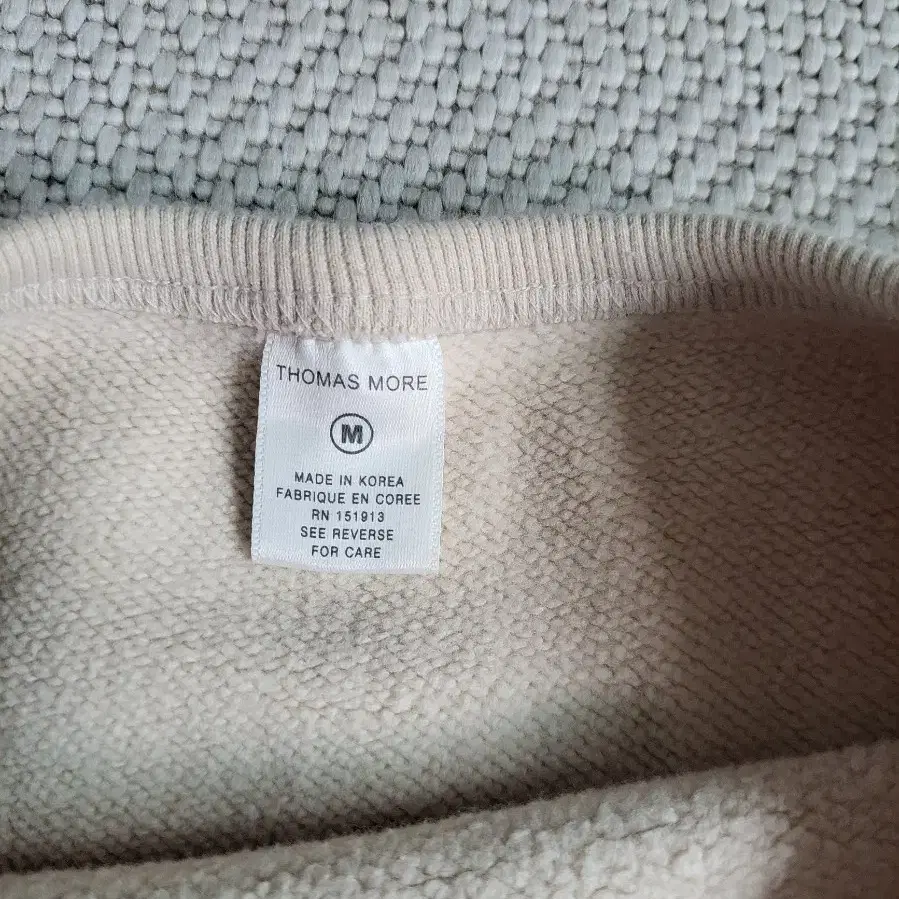 THOMAS MORE
M
MADE IN KOREA
FABRIQUE EN COREE
RN 151913
SEE REVERSE
FOR CARE